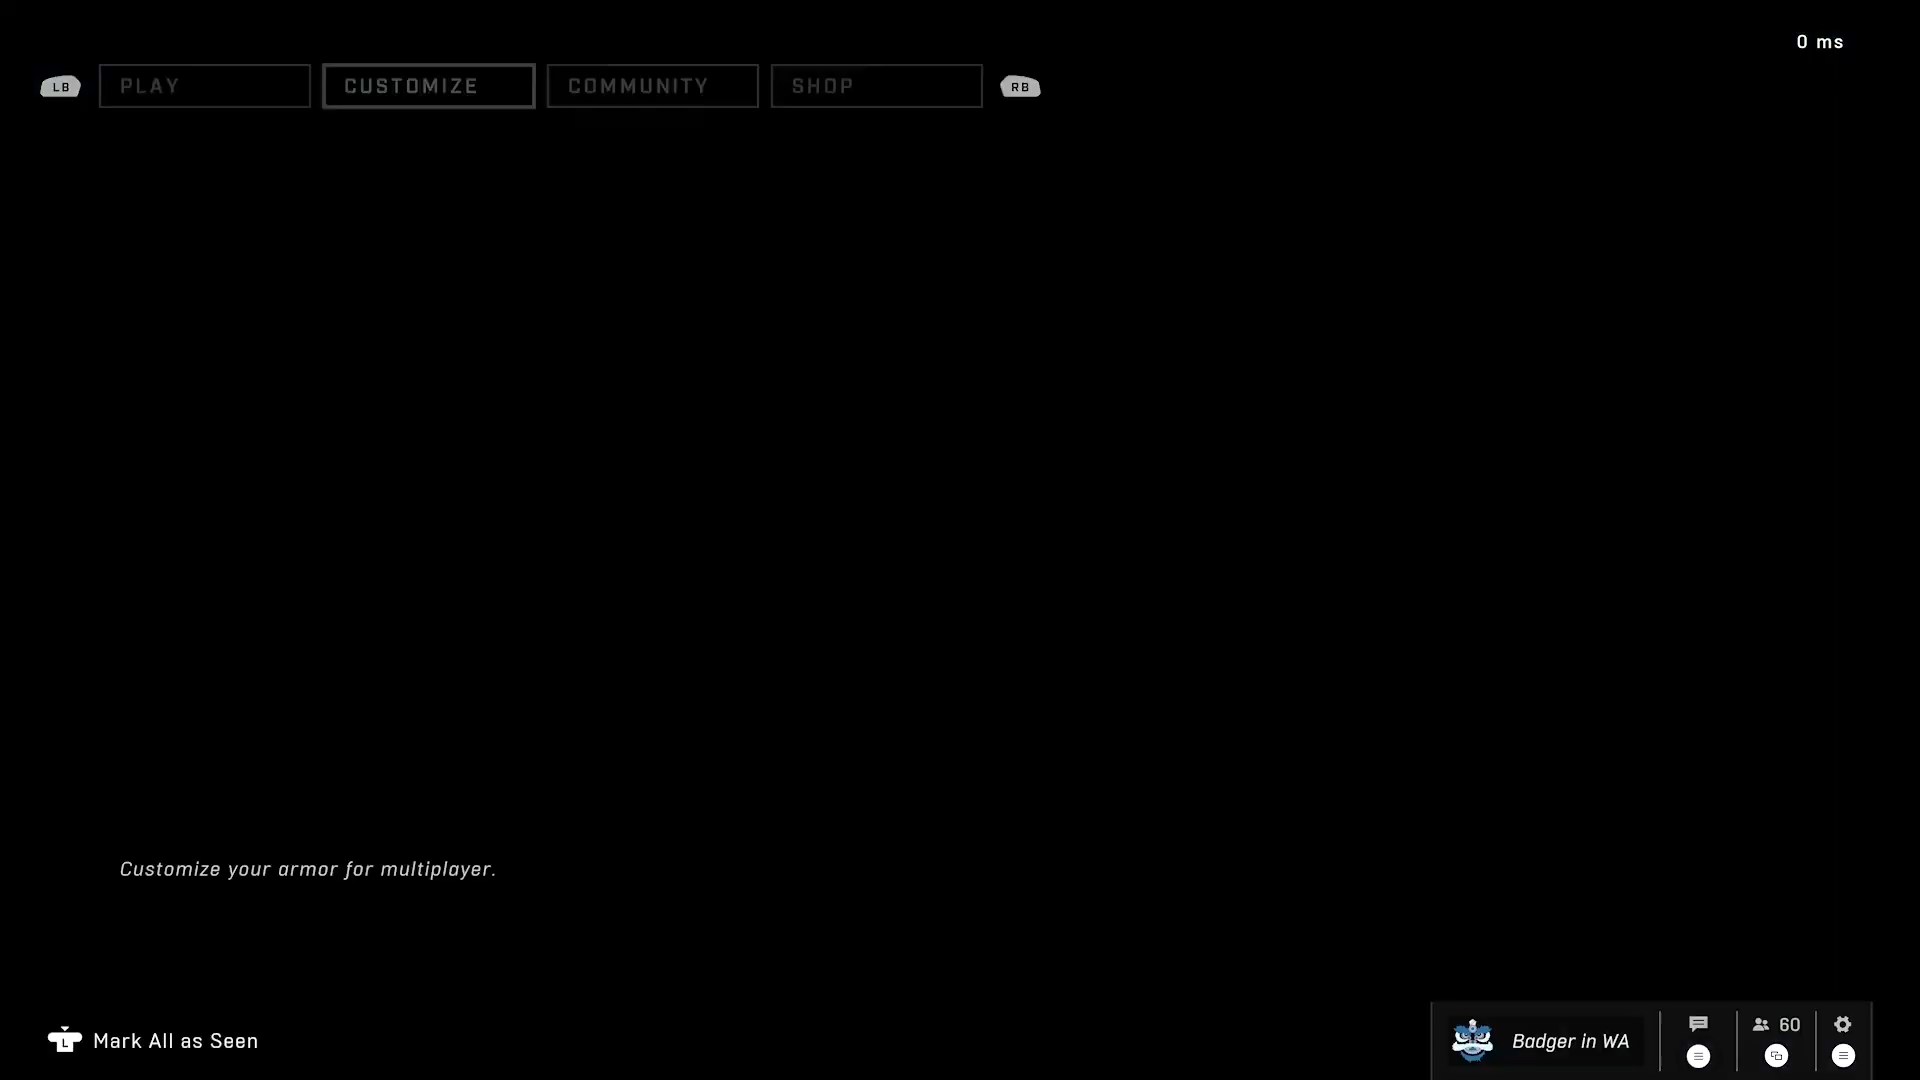 0 ms
LB PLAY CUSTOMIZE COMMUNITY SHOP RB
Customize your armor for multiplayer.
L Mark All as Seen
Badger in WA
60